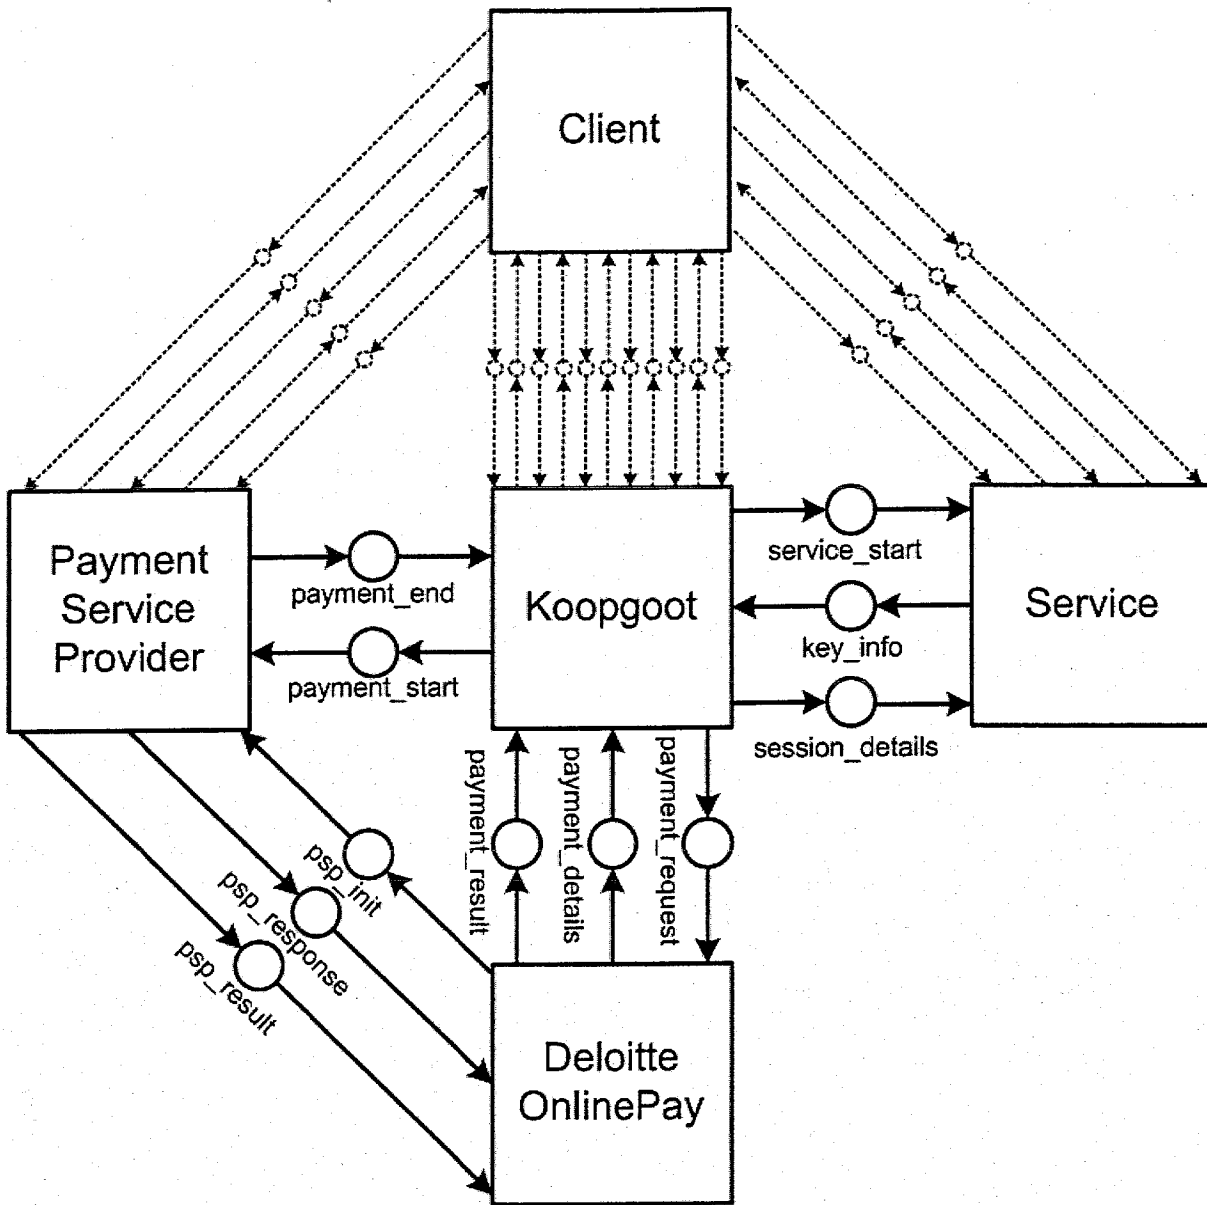 Client
Payment
Service
Provider
payment_end
payment_start
Koopgoot
service_start
key_info
session_details
Service
payment_result
payment_details
payment_request
psp_init
psp_response
psp_result
Deloitte
OnlinePay